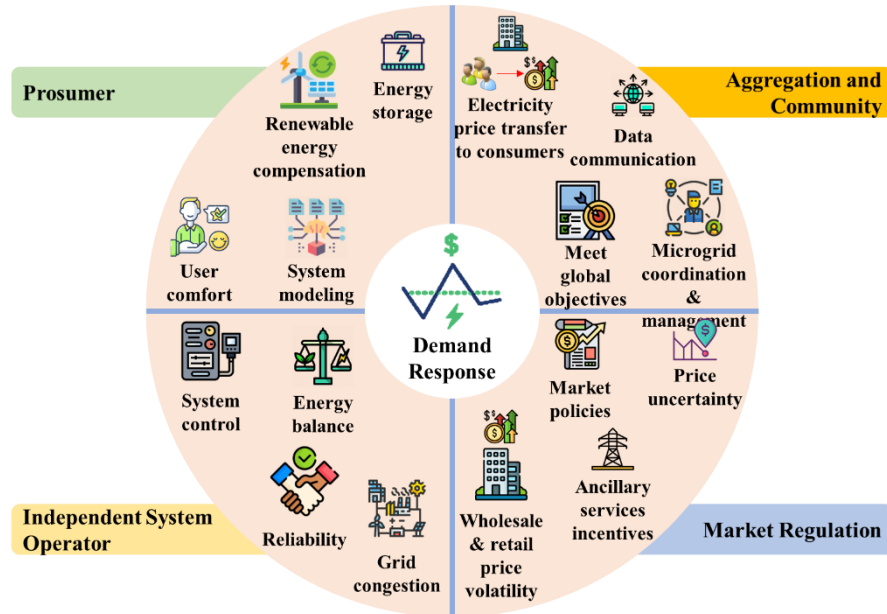 Prosumer
Energy
storage
Renewable
energy
compensation
User
comfort
System
modeling
Aggregation and
Community
$$
Electricity
price transfer
to consumers
Data
communication
Meet
global
objectives
Microgrid
coordination
&
management
$
Demand
Response
System
control
Energy
balance
Reliability
Grid
congestion
Independent System
Operator
$
Market
policies
$
Price
uncertainty
$$
Wholesale
& retail
price
volatility
Ancillary
services
incentives
Market Regulation